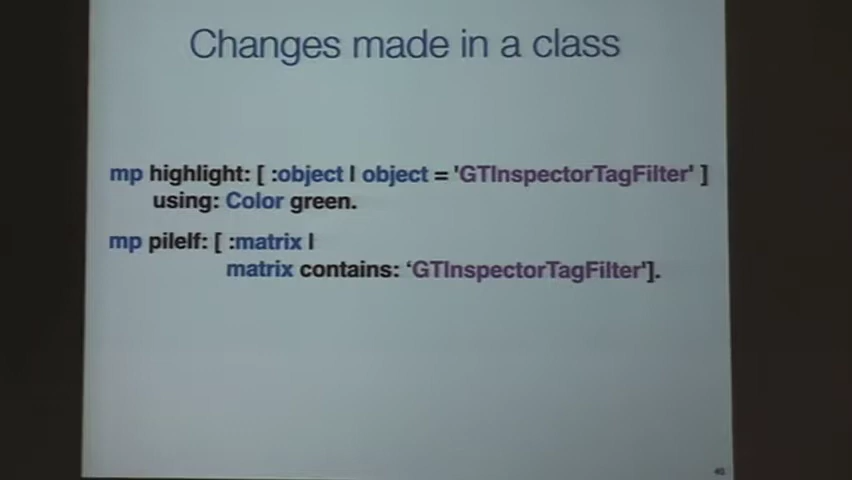 Changes made in a class
mp highlight: [ :object | object = 'GTInspectorTagFilter' ]
using: Color green.
mp pileIf: [ :matrix |
matrix contains: ‘GTInspectorTagFilter'].